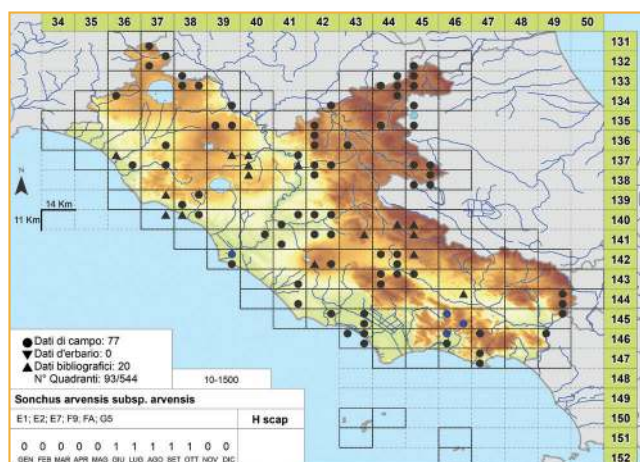 34 35 36 37 38 39 40 41 42 43 44 45 46 47 48 49 50
131
132
133
134
135
136
137
138
139
140
141
142
143
144
145
146
147
148
149
150
151
152
N
14 Km
11 Km
Dati di campo: 77
Dati d'erbario: 0
Dati bibliografici: 20
N° Quadranti: 93/544
10-1500
Sonchus arvensis subsp. arvensis
E1; E2; E7; F9; FA; G5
H scap
0 0 0 0 0 1 1 1 1 1 0 0
GEN FEB MAR APR MAG GIU LUG AGO SET OTT NOV DIC